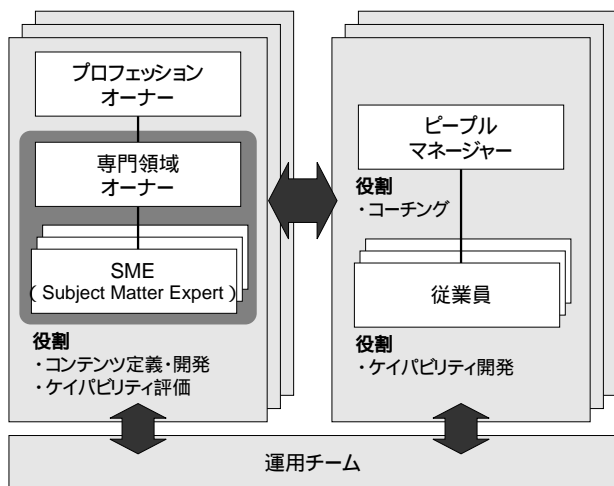 プロフェッション
オーナー
専門領域
オーナー
SME
( Subject Matter Expert )
役割
・コンテンツ定義・開発
・ケイパビリティ評価
ピープル
マネージャー
役割
・コーチング
従業員
役割
・ケイパビリティ開発
運用チーム